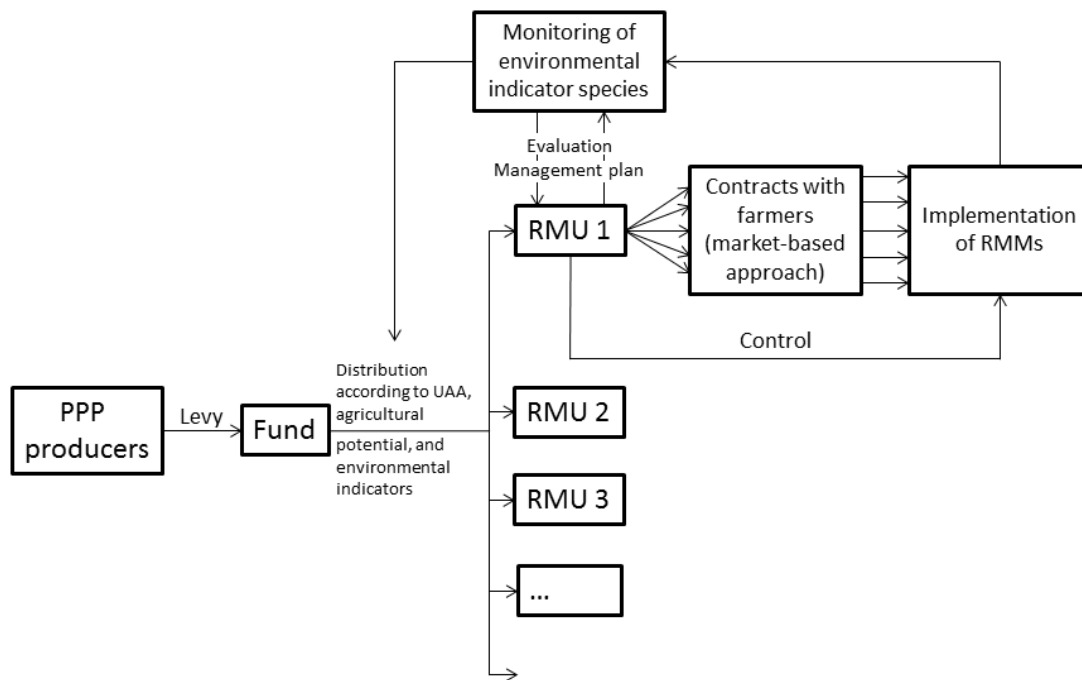 Monitoring of
environmental
indicator species
Evaluation
Management plan
RMU 1
Contracts with
farmers
(market-based
approach)
Implementation
of RMMs
Control
PPP
producers
Levy
Fund
Distribution
according to UAA,
agricultural
potential, and
environmental
indicators
RMU 2
RMU 3
...